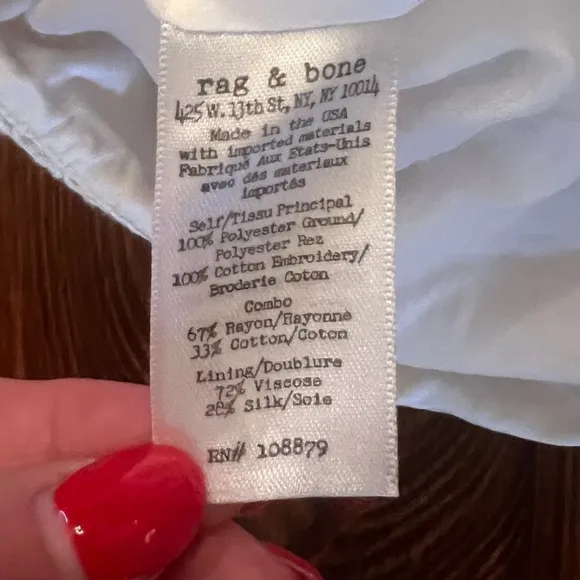 rag & bone
425 W. 13th St, NY, NY 10014
Made in the USA
with imported materials
Fabriqué Aux États-Unis
avec dés materiaux
importés
Self/Tissu Principal
100% Polyester Ground/
Polyester Rez
100% Cotton Embroidery/
Broderie Coton
Combo
67% Rayon/Rayonne
33% Cotton/Coton
Lining/Doublure
72% Viscose
28% Silk/Soie
RN# 108879